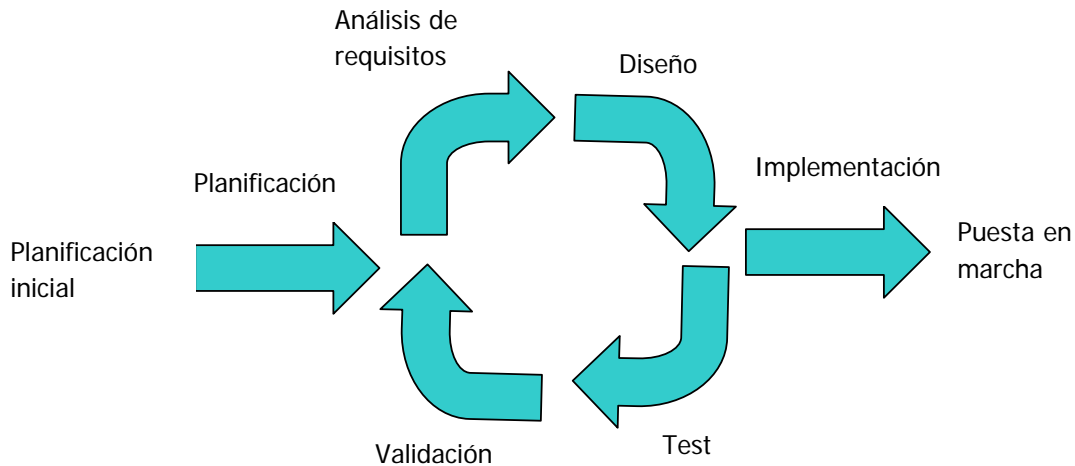 Análisis de
requisitos
Diseño
Planificación
Implementación
Planificación
inicial
Puesta en
marcha
Validación
Test